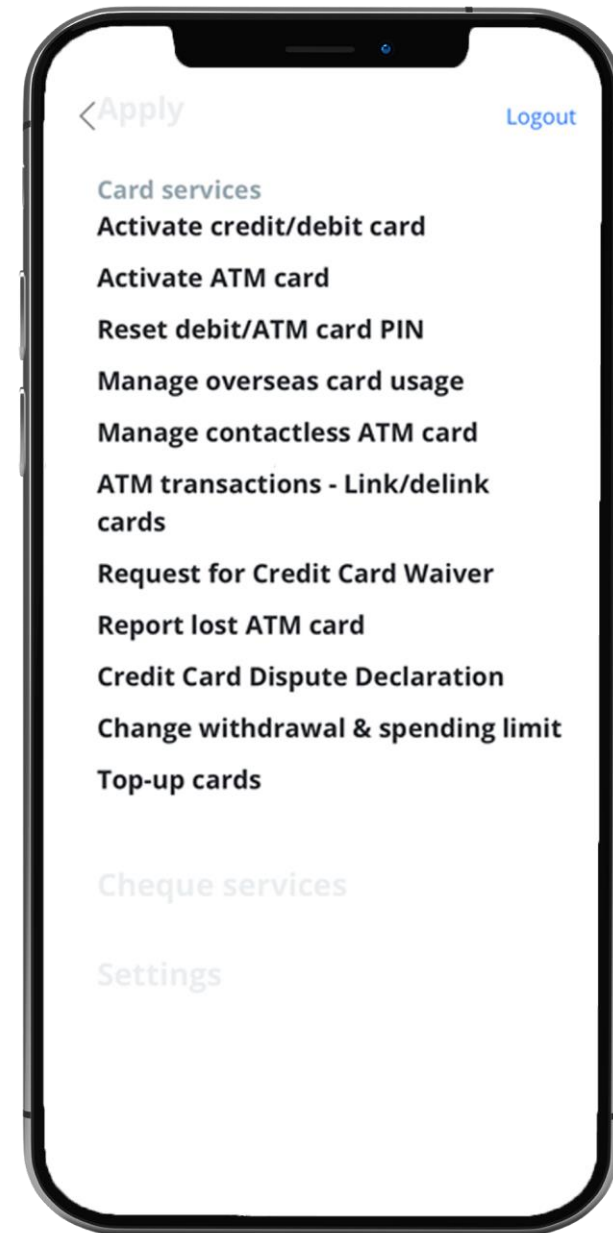 Apply
Logout
Card services
Activate credit/debit card
Activate ATM card
Reset debit/ATM card PIN
Manage overseas card usage
Manage contactless ATM card
ATM transactions - Link/delink
cards
Request for Credit Card Waiver
Report lost ATM card
Credit Card Dispute Declaration
Change withdrawal & spending limit
Top-up cards
Cheque services
Settings